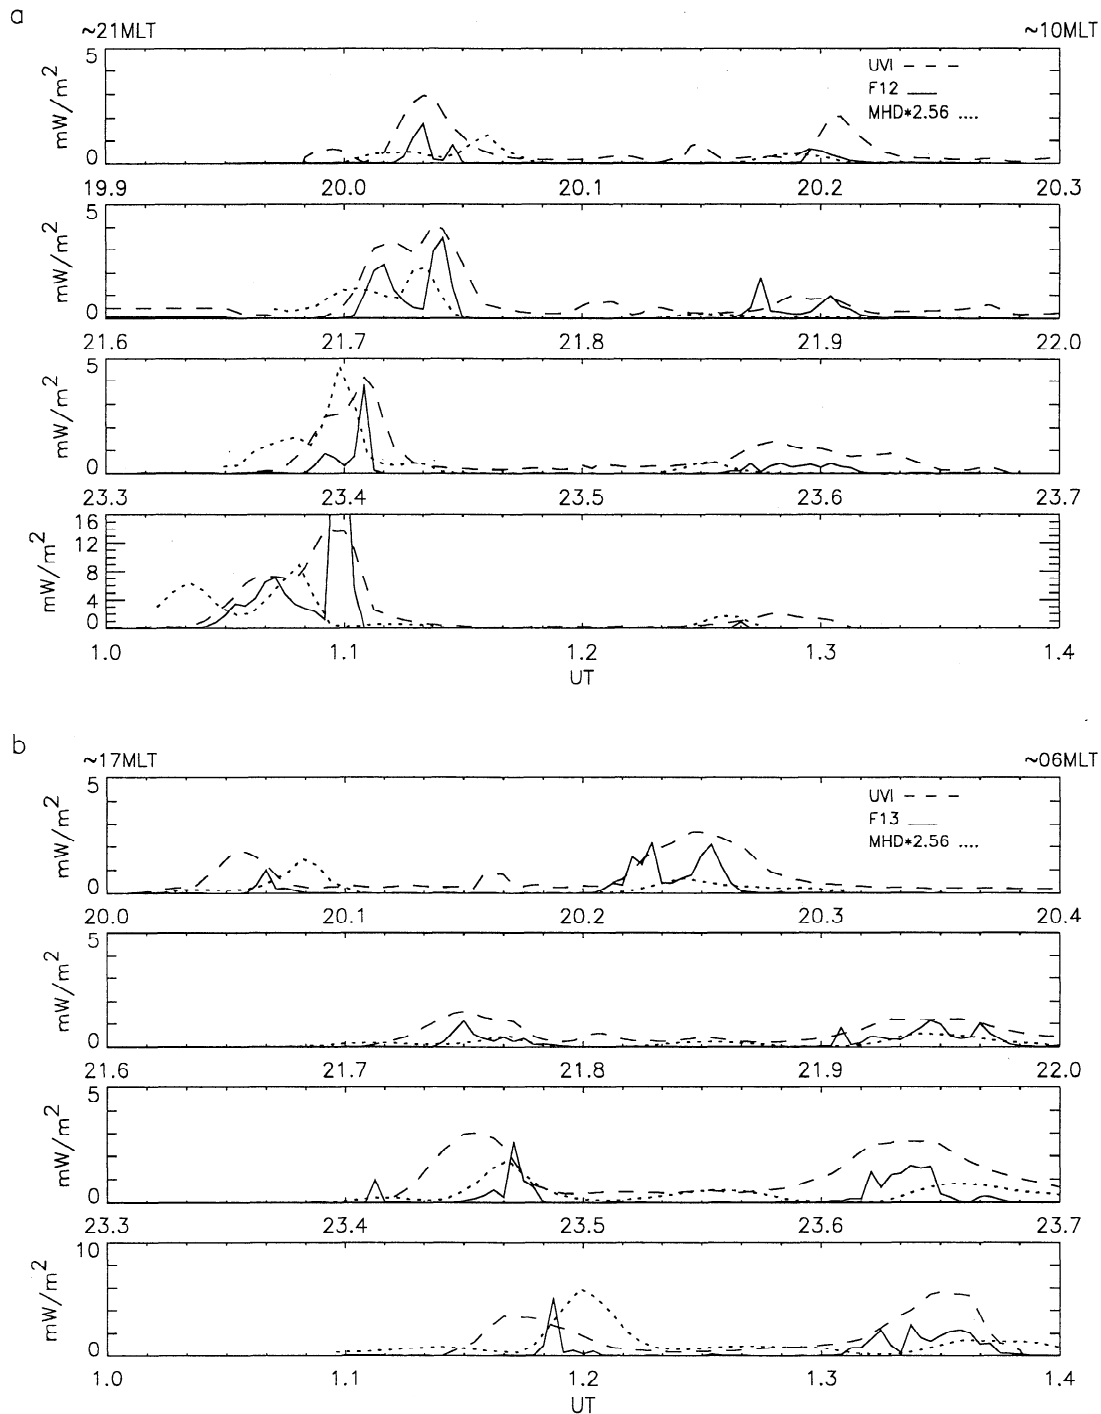 a
~21MLT ~10MLT
5
mW/m2
0
UVI
F12
MHD*2.56 ....
19.9 20.0 20.1 20.2 20.3
5
mW/m2
0
21.6 21.7 21.8 21.9 22.0
5
mW/m2
0
23.3 23.4 23.5 23.6 23.7
16
12
8
4
0
mW/m2
1.0 1.1 1.2 1.3 1.4
UT
b
~17MLT ~06MLT
5
mW/m2
0
UVI
F13
MHD*2.56 ....
20.0 20.1 20.2 20.3 20.4
5
mW/m2
0
21.6 21.7 21.8 21.9 22.0
5
mW/m2
0
23.3 23.4 23.5 23.6 23.7
10
mW/m2
0
1.0 1.1 1.2 1.3 1.4
UT